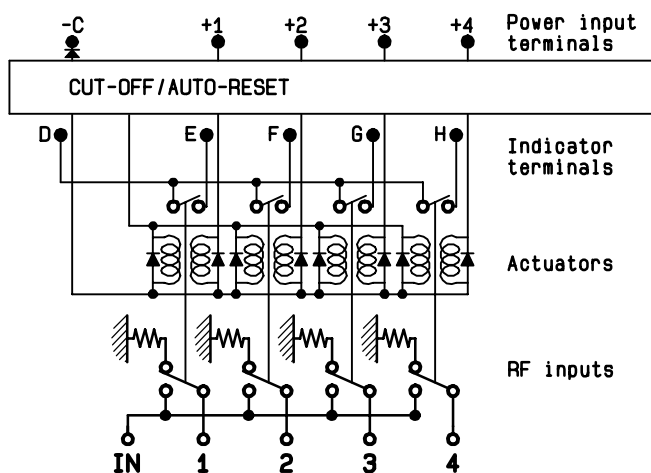 -C +1 +2 +3 +4 Power input
terminals
CUT-OFF/AUTO-RESET
D E F G H Indicator
terminals
Actuators
RF inputs
IN 1 2 3 4